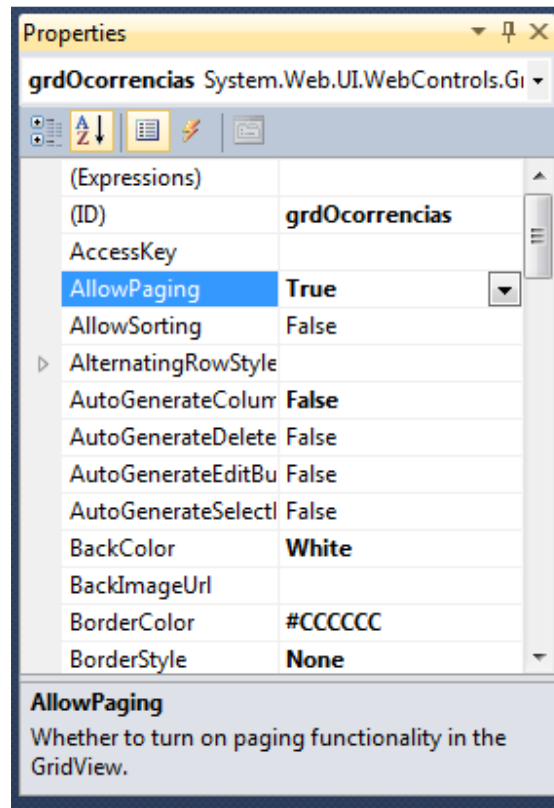 Properties
grdOcorrencias System.Web.UI.WebControls.Gr
A
Z
(Expressions)
(ID) grdOcorrencias
AccessKey
AllowPaging True
AllowSorting False
AlternatingRowStyle
AutoGenerateColum False
AutoGenerateDelete False
AutoGenerateEditBu False
AutoGenerateSelectI False
BackColor White
BackImageUrl
BorderColor #CCCCCC
BorderStyle None
AllowPaging
Whether to turn on paging functionality in the
GridView.